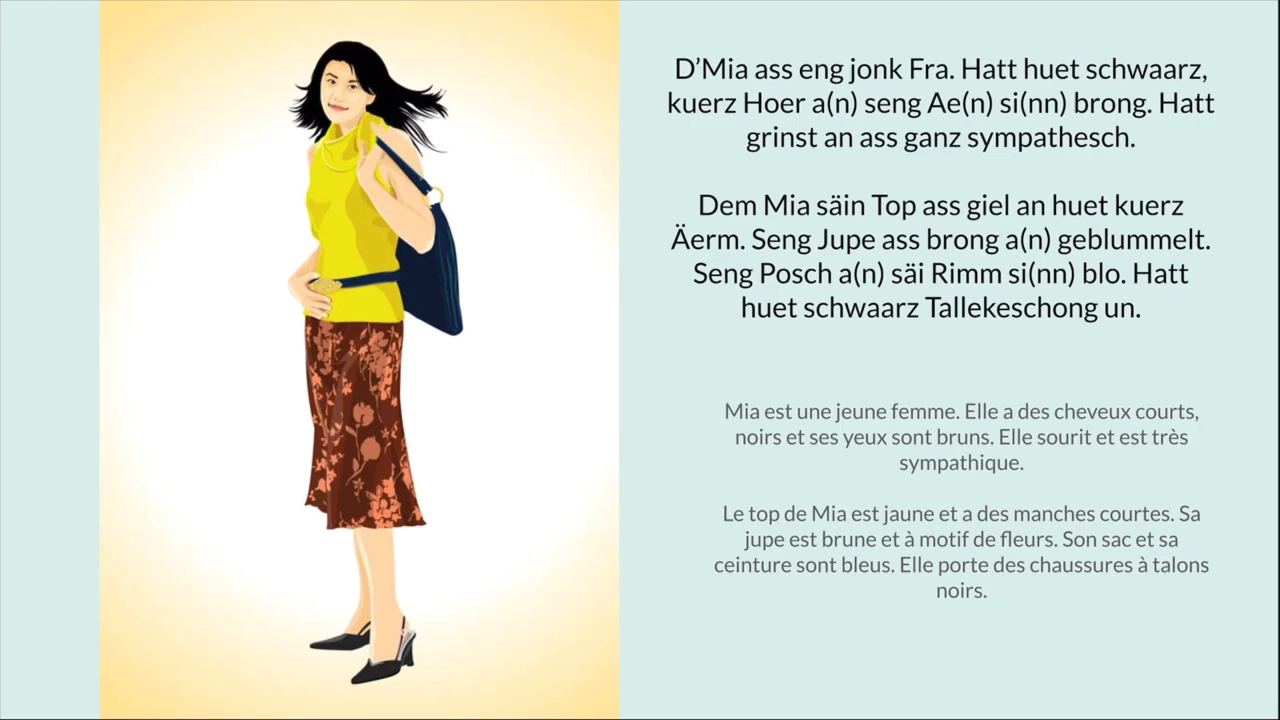 D’Mia ass eng jonk Fra. Hatt huet schwaarz,
kuerz Hoer a(n) seng Ae(n) si(nn) brong. Hatt
grinst an ass ganz sympathesch.
Dem Mia säin Top ass giel an huet kuerz
Äerm. Seng Jupe ass brong a(n) geblummelt.
Seng Posch a(n) säi Rimm si(nn) blo. Hatt
huet schwaarz Tallekeschong un.
Mia est une jeune femme. Elle a des cheveux courts,
noirs et ses yeux sont bruns. Elle sourit et est très
sympathique.
Le top de Mia est jaune et a des manches courtes. Sa
jupe est brune et à motif de fleurs. Son sac et sa
ceinture sont bleus. Elle porte des chaussures à talons
noirs.